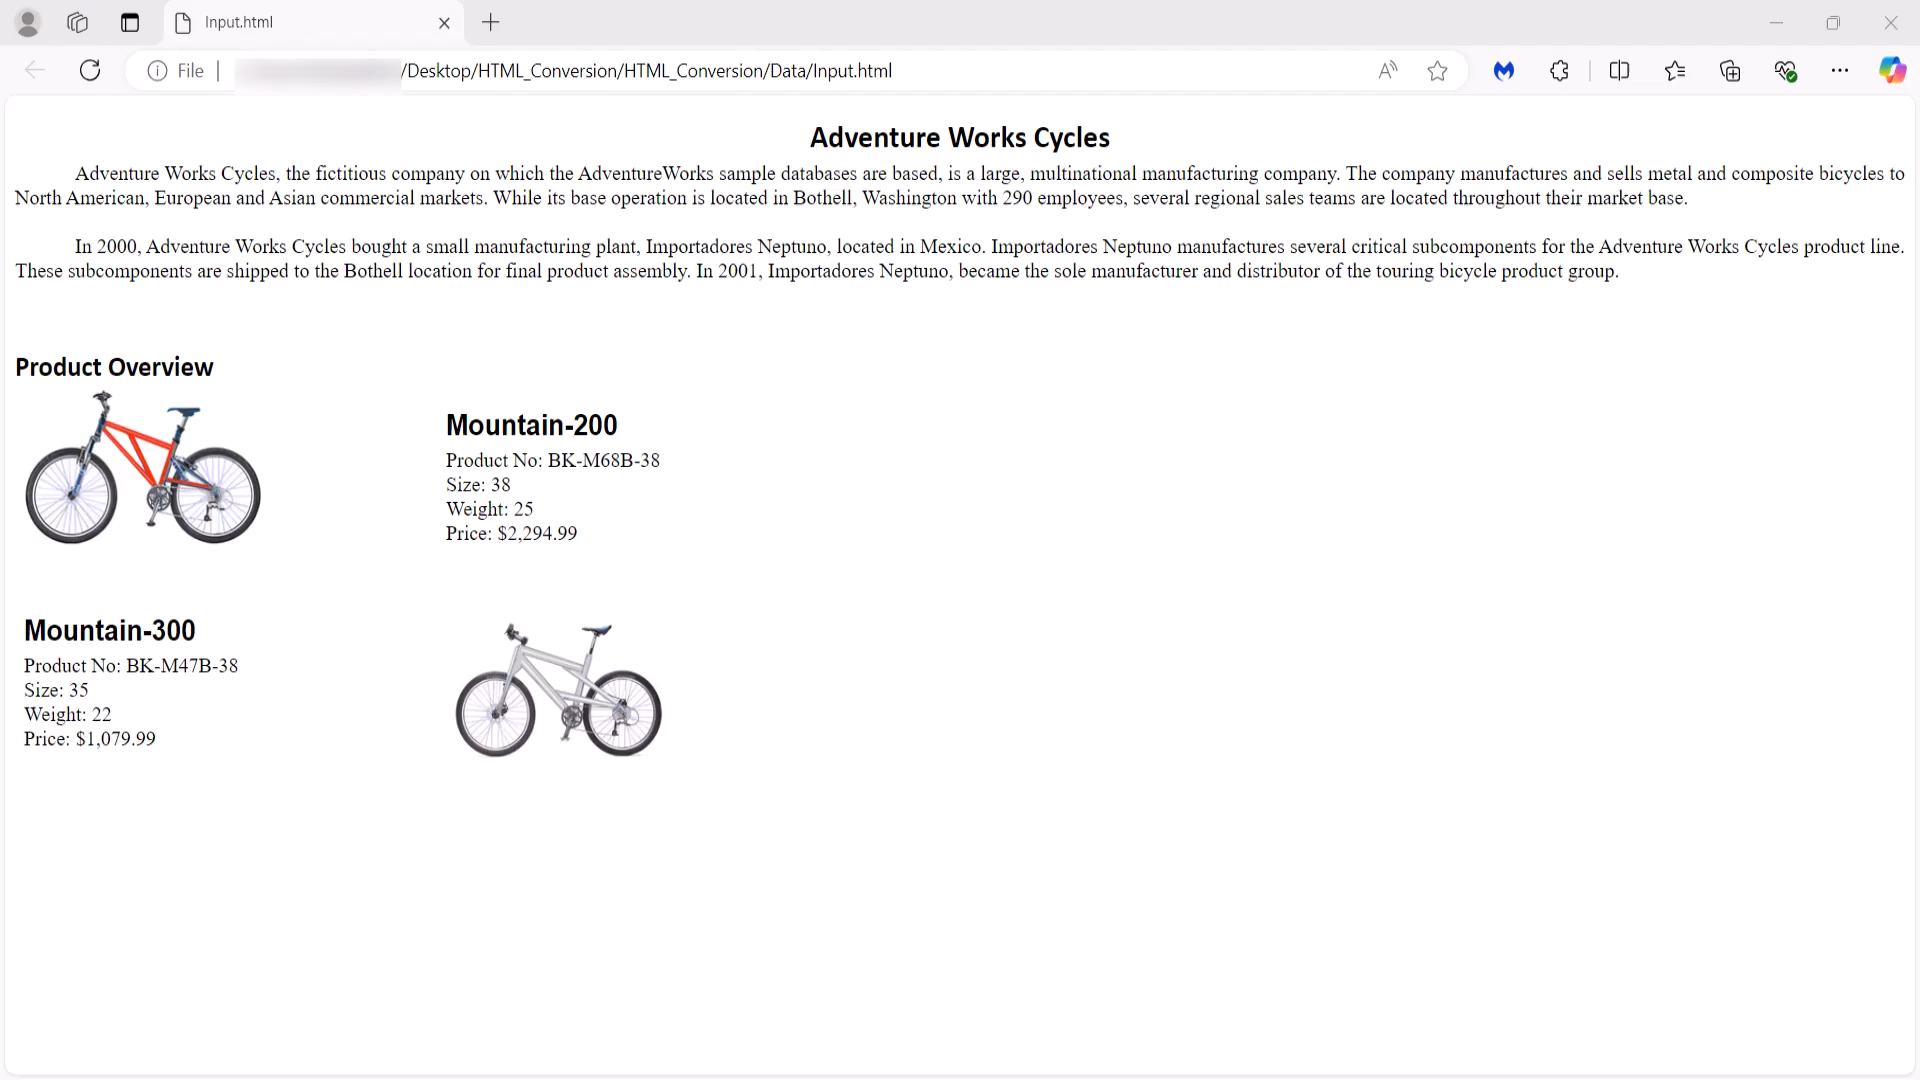 Input.html
File
/Desktop/HTML_Conversion/HTML_Conversion/Data/Input.html
Adventure Works Cycles
Adventure Works Cycles, the fictitious company on which the AdventureWorks sample databases are based, is a large, multinational manufacturing company. The company manufactures and sells metal and composite bicycles to
North American, European and Asian commercial markets. While its base operation is located in Bothell, Washington with 290 employees, several regional sales teams are located throughout their market base.
In 2000, Adventure Works Cycles bought a small manufacturing plant, Importadores Neptuno, located in Mexico. Importadores Neptuno manufactures several critical subcomponents for the Adventure Works Cycles product line.
These subcomponents are shipped to the Bothell location for final product assembly. In 2001, Importadores Neptuno, became the sole manufacturer and distributor of the touring bicycle product group.
Product Overview
Mountain-200
Product No: BK-M68B-38
Size: 38
Weight: 25
Price: $2,294.99
Mountain-300
Product No: BK-M47B-38
Size: 35
Weight: 22
Price: $1,079.99